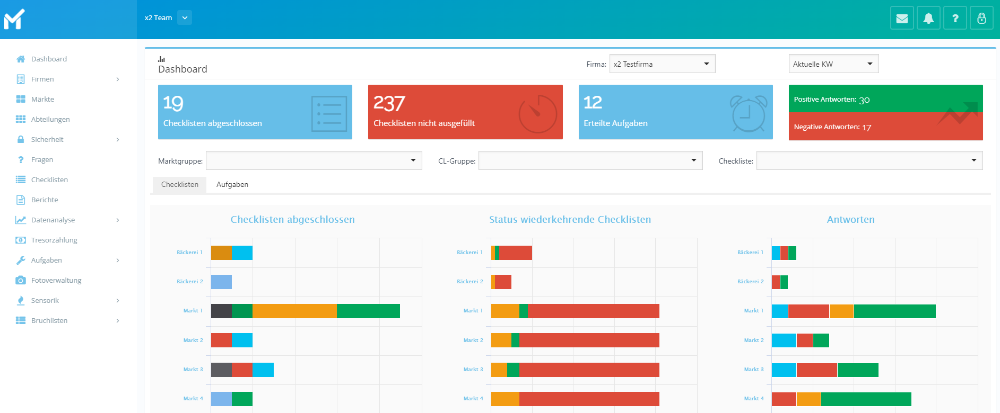 x2 Team
?
Dashboard
Firmen
Märkte
Abteilungen
Sicherheit
? Fragen
Checklisten
Berichte
Datenanalyse
Tresorzählung
Aufgaben
Fotoverwaltung
Sensorik
Bruchlisten
Dashboard
Firma: x2 Testfirma
Aktuelle KW
19
Checklisten abgeschlossen
237
Checklisten nicht ausgefüllt
12
Erteilte Aufgaben
Positive Antworten: 30
Negative Antworten: 17
Marktgruppe:
CL-Gruppe:
Checkliste:
Checklisten
Aufgaben
Checklisten abgeschlossen
Bäckerei 1
Bäckerei 2
Markt 1
Markt 2
Markt 3
Markt 4
Status wiederkehrende Checklisten
Bäckerei 1
Bäckerei 2
Markt 1
Markt 2
Markt 3
Markt 4
Antworten
Bäckerei 1
Bäckerei 2
Markt 1
Markt 2
Markt 3
Markt 4